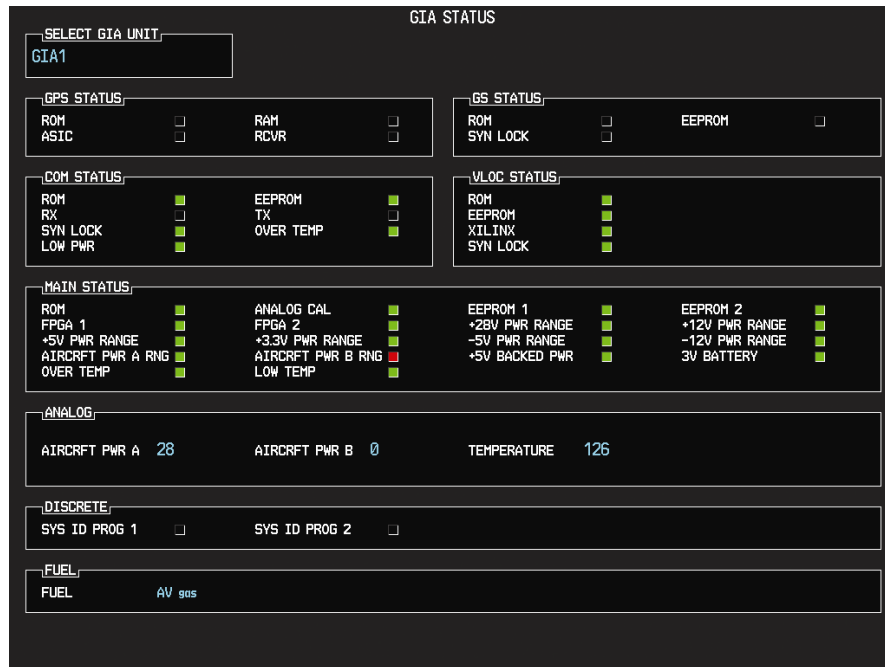 GIA STATUS
SELECT GIA UNIT
GIA1
GPS STATUS
ROM RAM
ASIC RCVR
GS STATUS
ROM EEPROM
SYN LOCK
COM STATUS
ROM EEPROM
RX TX
SYN LOCK OVER TEMP
LOW PWR
VLOC STATUS
ROM
EEPROM
XILINX
SYN LOCK
MAIN STATUS
ROM ANALOG CAL EEPROM 1 EEPROM 2
FPGA 1 FPGA 2 +28V PWR RANGE +12V PWR RANGE
+5V PWR RANGE +3.3V PWR RANGE -5V PWR RANGE -12V PWR RANGE
AIRCRFT PWR A RNG AIRCRFT PWR B RNG +5V BACKED PWR 3V BATTERY
OVER TEMP LOW TEMP
ANALOG
AIRCRFT PWR A 28 AIRCRFT PWR B 0 TEMPERATURE 126
DISCRETE
SYS ID PROG 1 SYS ID PROG 2
FUEL
FUEL AV gas